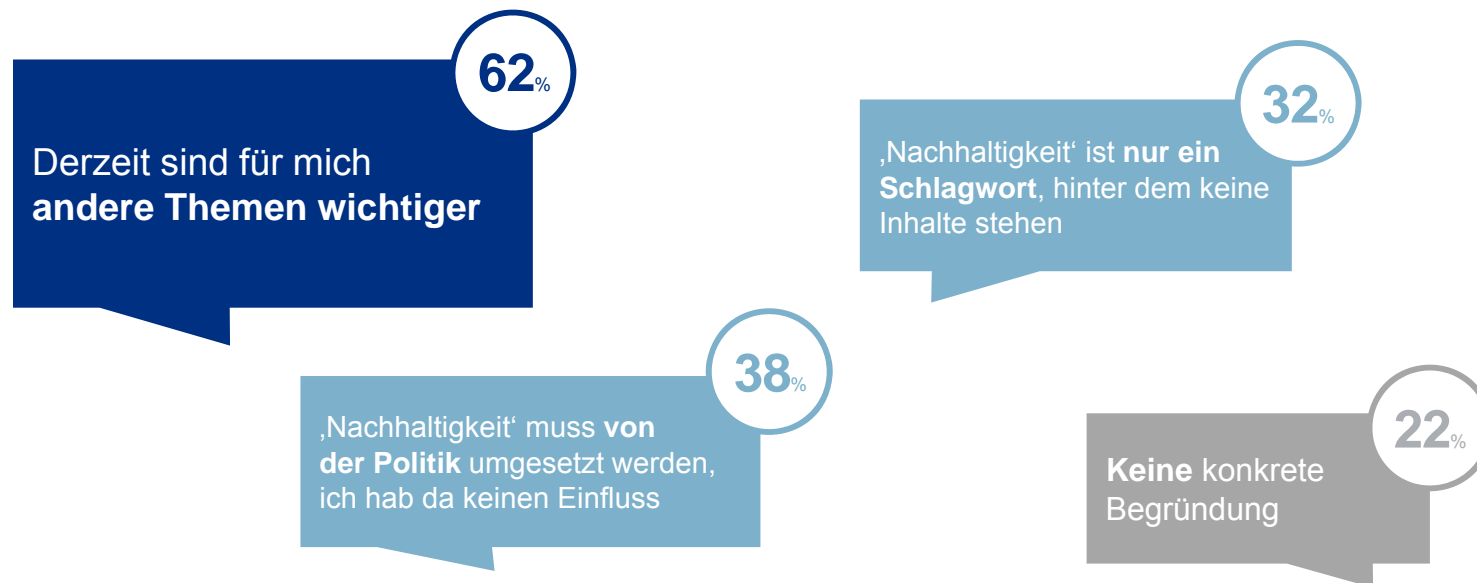 62%
Derzeit sind für mich
andere Themen wichtiger
32%
‚Nachhaltigkeit‘ ist nur ein
Schlagwort, hinter dem keine
Inhalte stehen
38%
‚Nachhaltigkeit‘ muss von
der Politik umgesetzt werden,
ich hab da keinen Einfluss
22%
Keine konkrete
Begründung